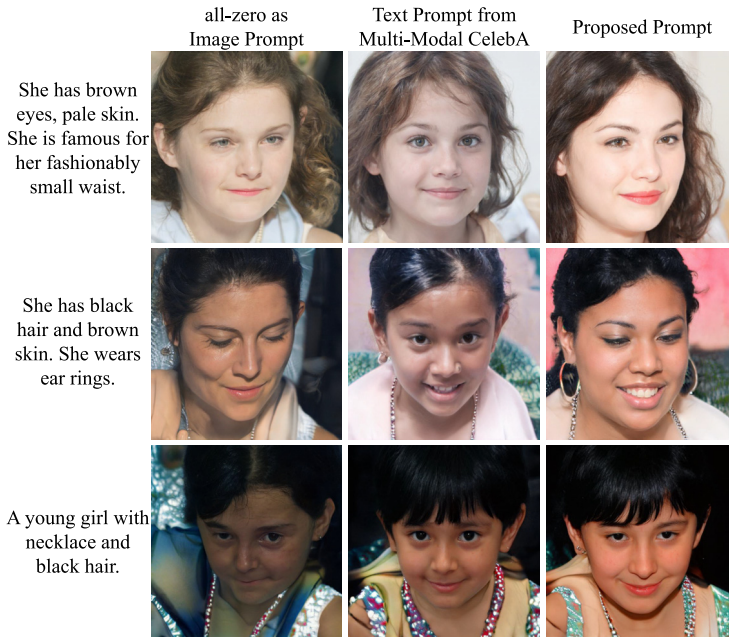 all-zero as
Image Prompt
Text Prompt from
Multi-Modal CelebA
Proposed Prompt
She has brown
eyes, pale skin.
She is famous for
her fashionably
small waist.
She has black
hair and brown
skin. She wears
ear rings.
A young girl with
necklace and
black hair.